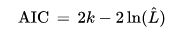 AIC = 2k − 2 ln(L̂)